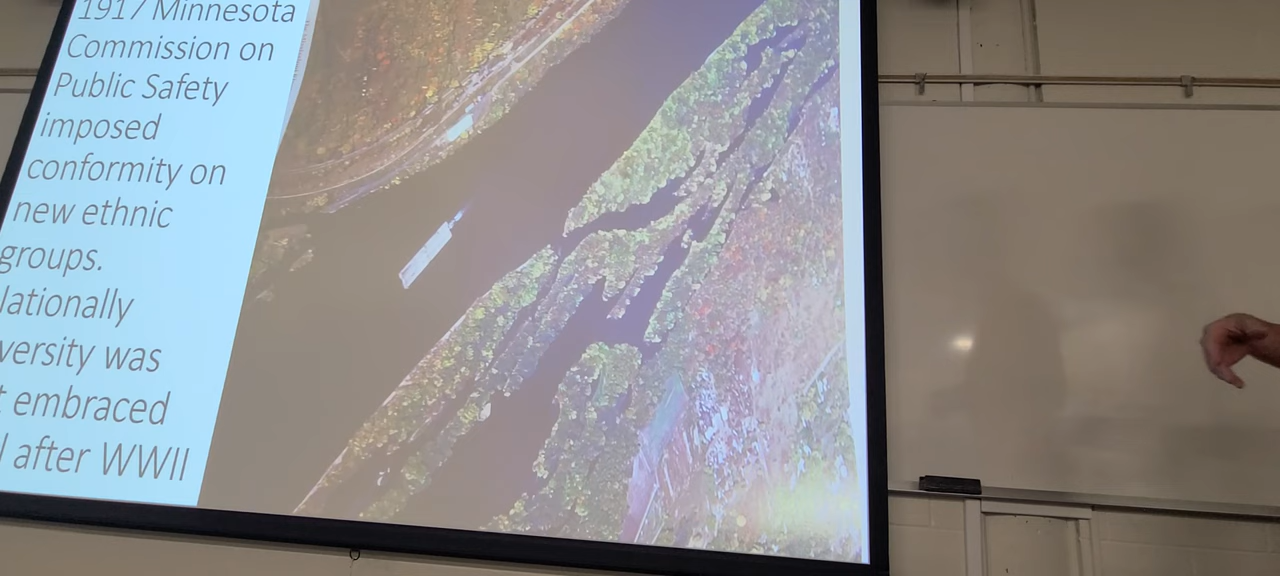 1917 Minnesota
Commission on
Public Safety
imposed
conformity on
new ethnic
groups.
lationally
versity was
t embraced
l after WWII